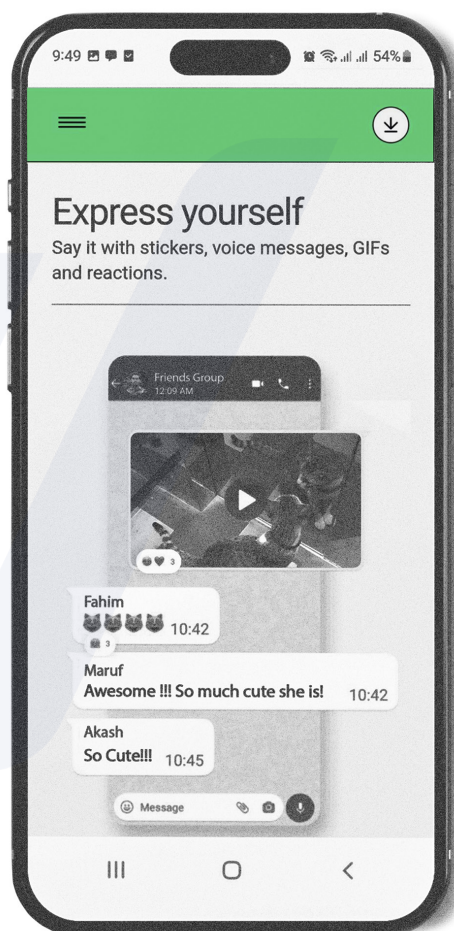 9:49
54%
Express yourself
Say it with stickers, voice messages, GIFs
and reactions.
Friends Group
12:09 AM
3
Fahim
😺😺😺😺 10:42
3
Maruf
Awesome !!! So much cute she is! 10:42
Akash
So Cute!!! 10:45
Message